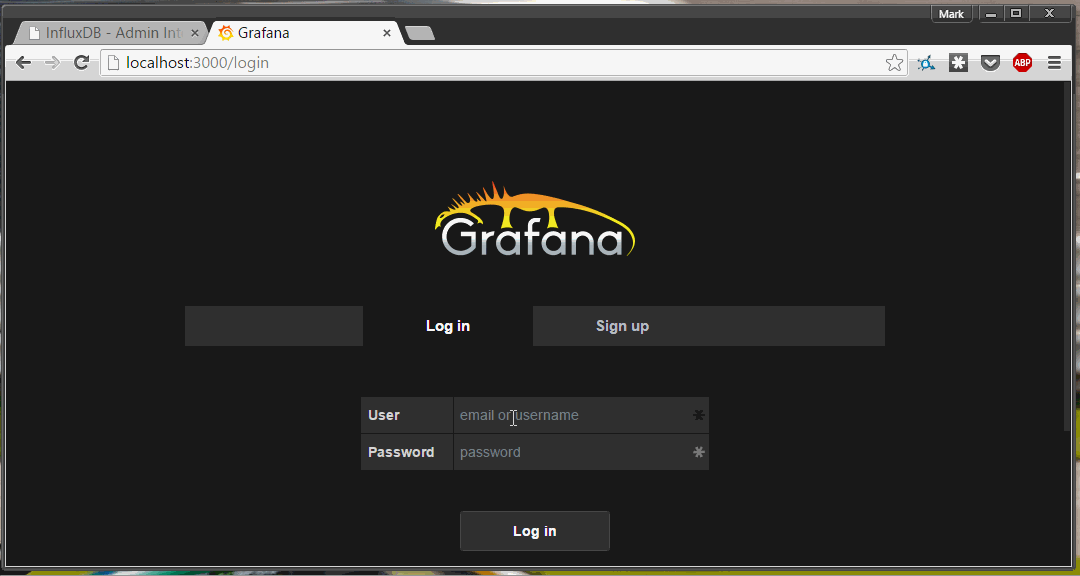 Mark
InfluxDB - Admin Int
Grafana
localhost:3000/login
ABP
Grafana
Log in
Sign up
User
email or username
Password
password
Log in